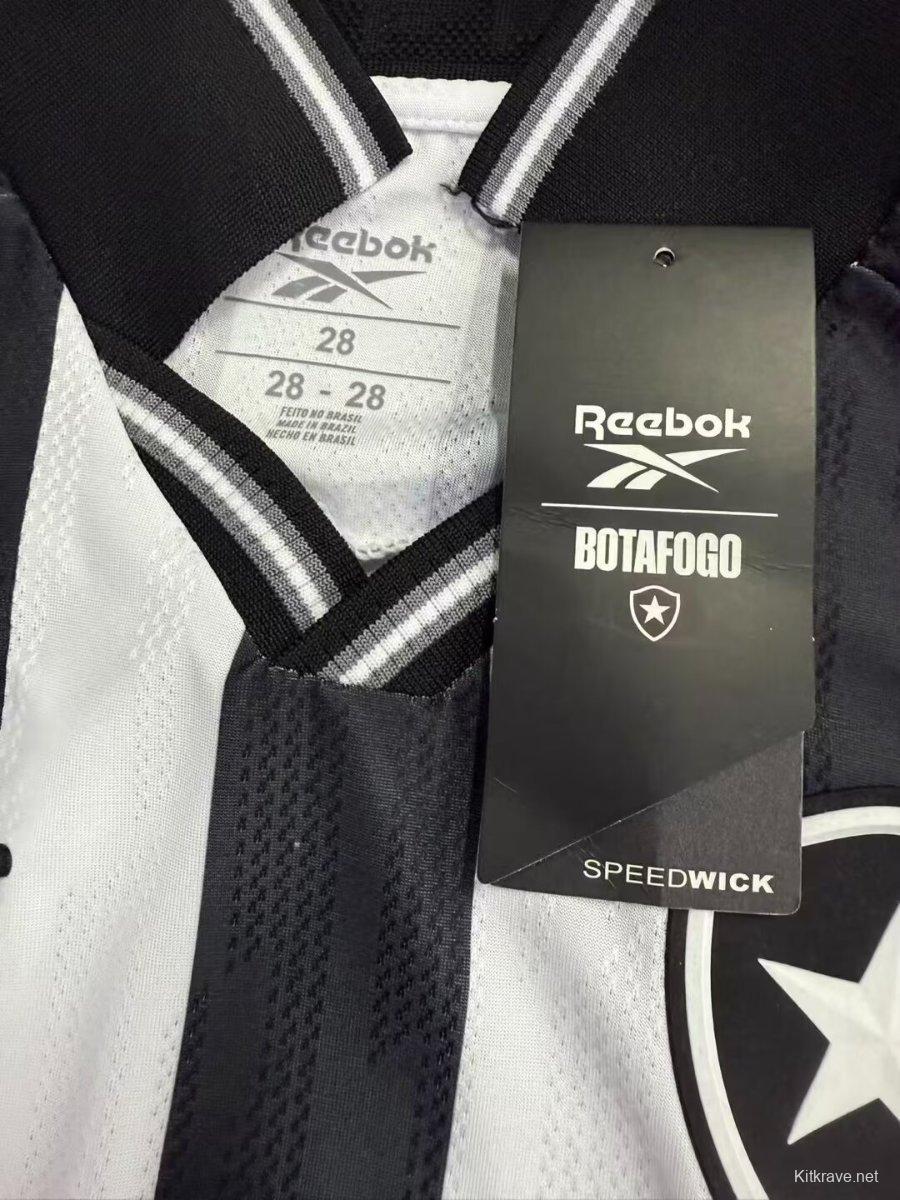 Reebok
28
28 - 28
FEITO NO BRASIL
MADE IN BRAZIL
HECHO EN BRASIL
Reebok
BOTAFOGO
SPEEDWICK
Kitkrave.net